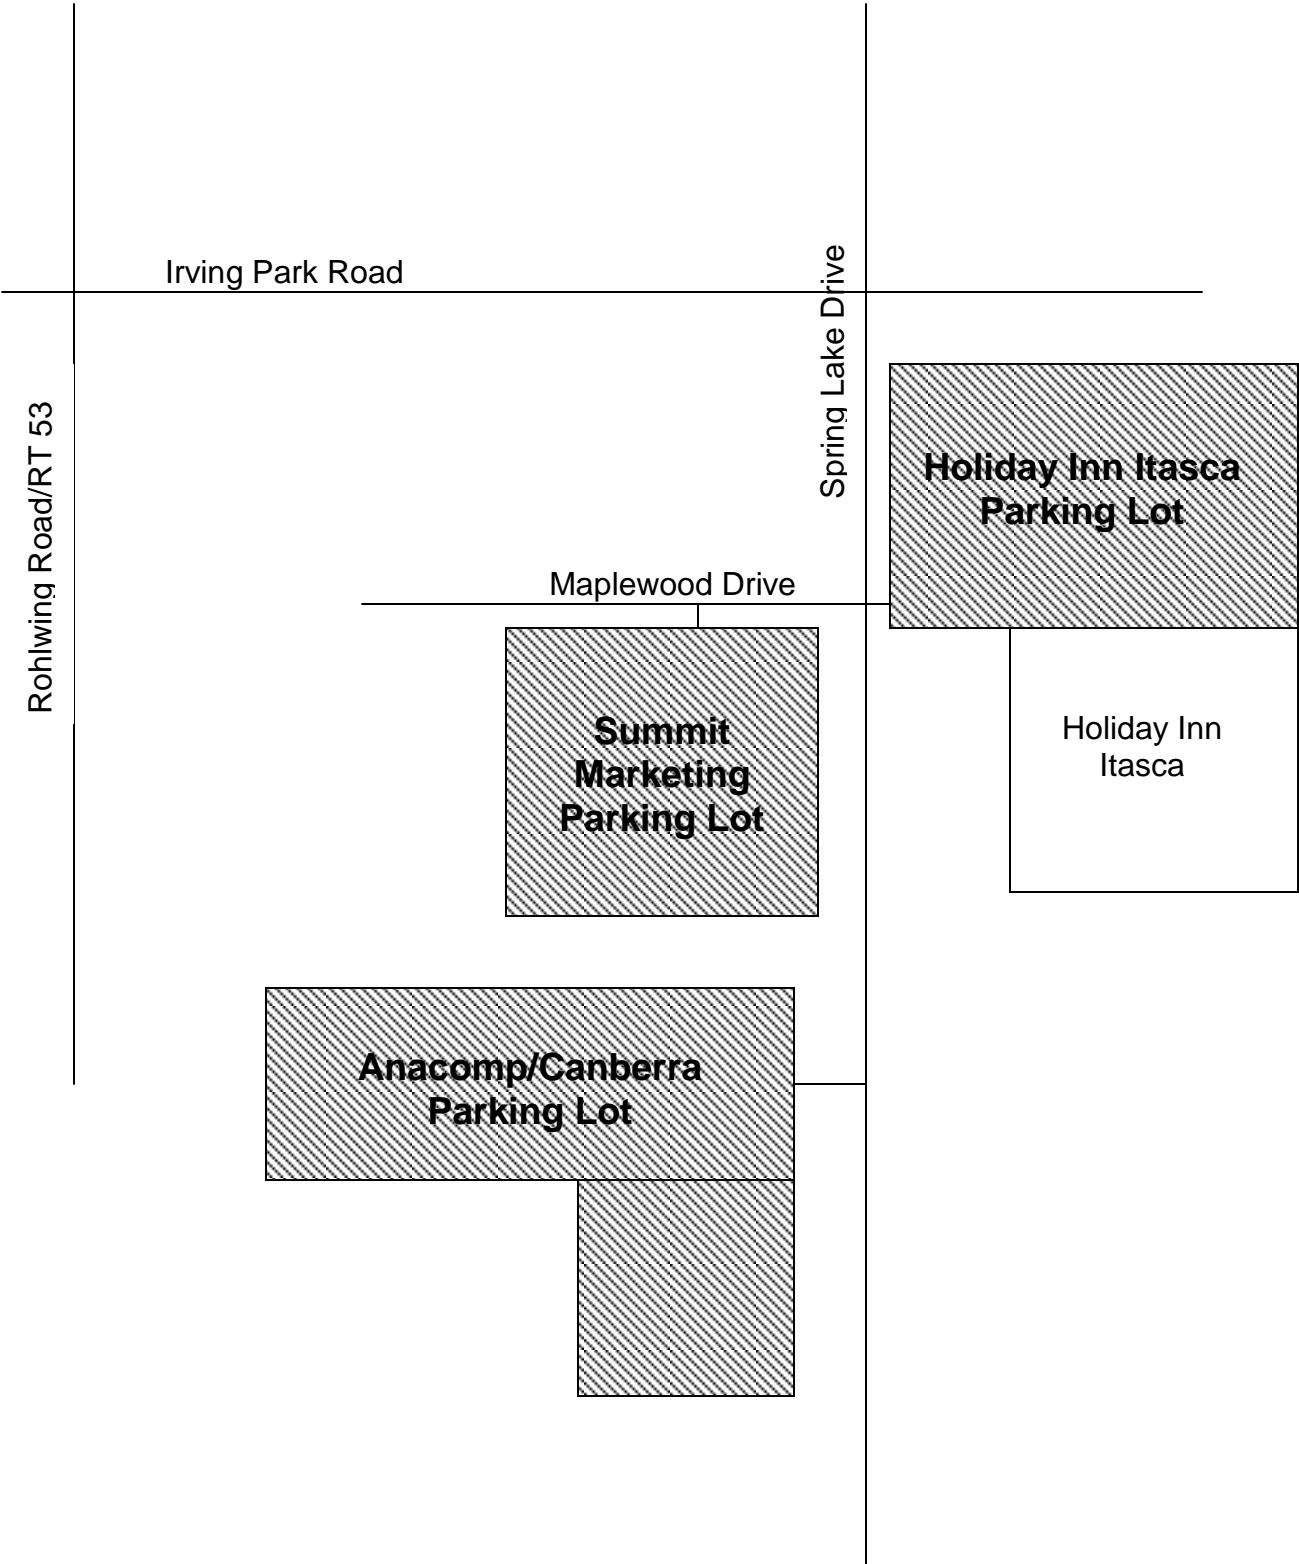 Irving Park Road
Spring Lake Drive
Rohlwing Road/RT 53
Holiday Inn Itasca
Parking Lot
Maplewood Drive
Summit
Marketing
Parking Lot
Holiday Inn
Itasca
Anacomp/Canberra
Parking Lot